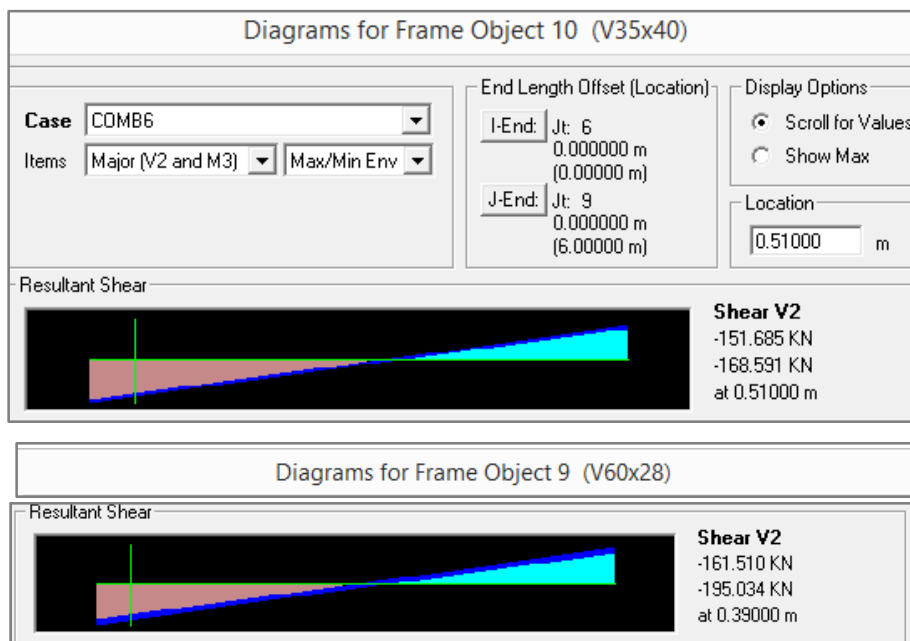 Diagrams for Frame Object 10 (V35x40)
Case COMB6
Items Major (V2 and M3) Max/Min Env
End Length Offset (Location)
I-End: Jt: 6
0.000000 m
(0.00000 m)
J-End: Jt: 9
0.000000 m
(6.00000 m)
Display Options
Scroll for Values
Show Max
Location
0.51000 m
Resultant Shear
Shear V2
-151.685 KN
-168.591 KN
at 0.51000 m
Diagrams for Frame Object 9 (V60x28)
Resultant Shear
Shear V2
-161.510 KN
-195.034 KN
at 0.39000 m